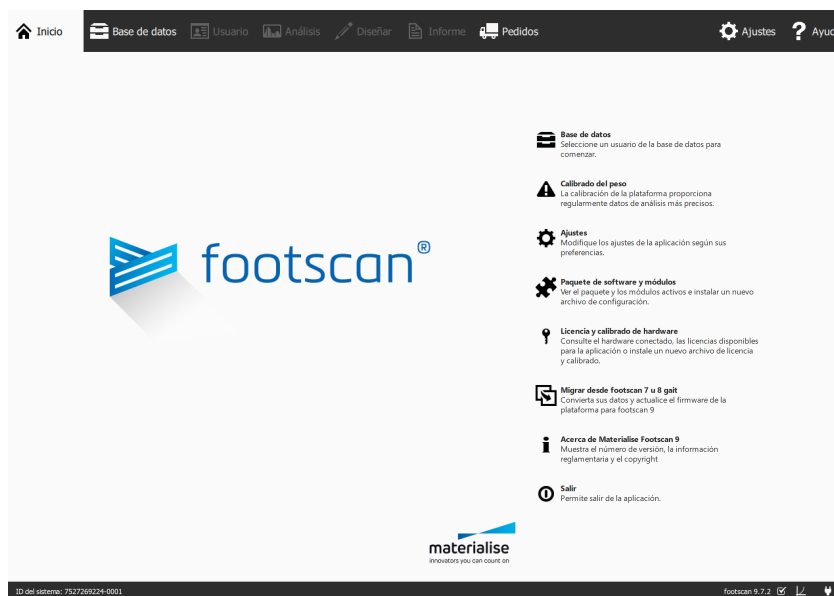 Inicio
Base de datos
Usuario
Análisis
Diseñar
Informe
Pedidos
Ajustes
? Ayud
Base de datos
Seleccione un usuario de la base de datos para
comenzar.
Calibrado del peso
La calibración de la plataforma proporciona
regularmente datos de análisis más precisos.
Ajustes
Modifique los ajustes de la aplicación según sus
preferencias.
Paquete de software y módulos
Ver el paquete y los módulos activos e instalar un nuevo
archivo de configuración.
Licencia y calibrado de hardware
Consulte el hardware conectado, las licencias disponibles
para la aplicación o instale un nuevo archivo de licencia
y calibrado.
Migrar desde footscan 7 u 8 gait
Convierta sus datos y actualice el firmware de la
plataforma para footscan 9
Acerca de Materialise Footscan 9
Muestra el número de versión, la información
reglamentaria y el copyright
Salir
Permite salir de la aplicación.
footscan®
materialise
innovators you can count on
ID del sistema: 7527269224-0001
footscan 9.7.2